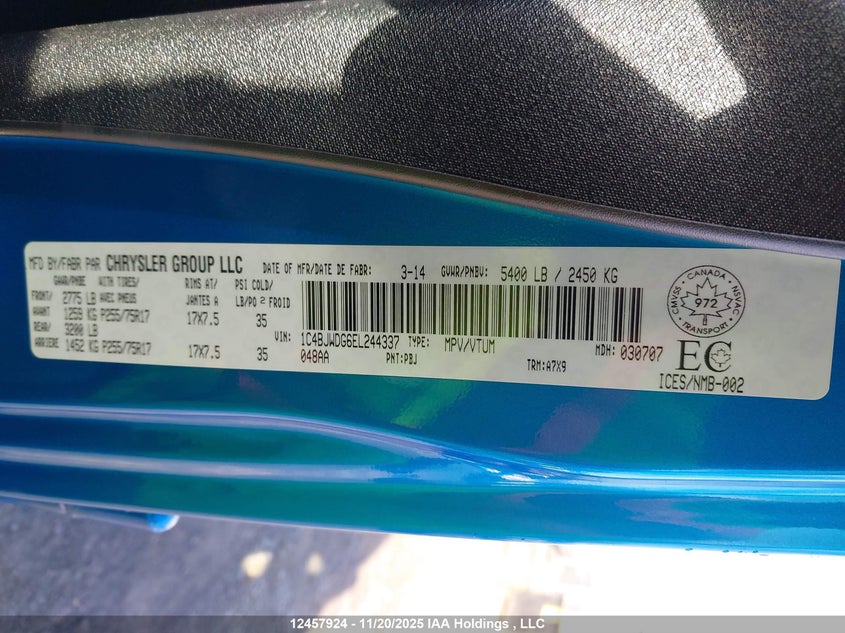 MFD BY/FABR PAR CHRYSLER GROUP LLC DATE OF MFR/DATE DE FABR: 3-14 GVWR/PNBV: 5400 LB / 2450 KG
GAWR/PNBE WITH TIRES/ RIMS AT/ PSI COLD/
FRONT/ 2775 LB AVEC PNEUS JANTES A LB/PO² FROID
AVANT 1259 KG P255/75R17 17X7.5 35
REAR/ 3200 LB
ARRIERE 1452 KG P255/75R17 17X7.5 35
VIN: 1C4BJWDG6EL244337 TYPE: MPV/VTUM MDH: 030707
048AA PNT:PBJ TRM:A7X9
CMVSS - CANADA - NSVAC
972
TRANSPORT
EC
ICES/NMB-002
12457924 - 11/20/2025 IAA Holdings , LLC